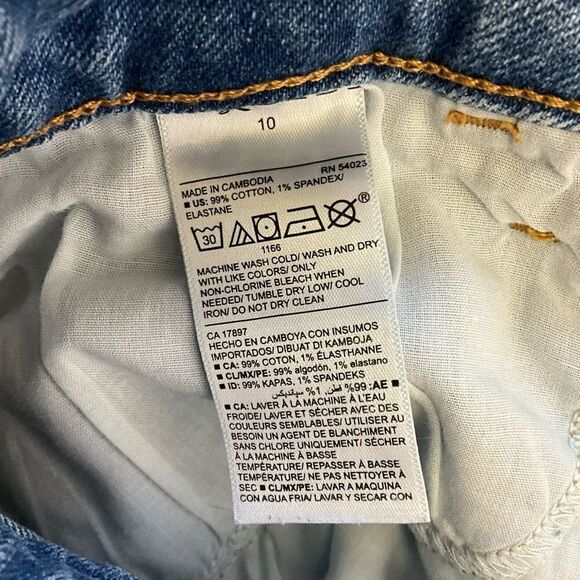 10
RN 54023
MADE IN CAMBODIA
■ US: 99% COTTON, 1% SPANDEX/
ELASTANE
30
®
1166
MACHINE WASH COLD/ WASH AND DRY
WITH LIKE COLORS/ ONLY
NON-CHLORINE BLEACH WHEN
NEEDED/ TUMBLE DRY LOW/ COOL
IRON/ DO NOT DRY CLEAN
CA 17897
HECHO EN CAMBOYA CON INSUMOS
IMPORTADOS/ DIBUAT DI KAMBOJA
■ CA: 99% COTON, 1% ÉLASTHANNE
■ CL/MX/PE: 99% algodón, 1% elastano
■ ID: 99% KAPAS, 1% SPANDEKS
■ AE: 99% قطن, 1% سباندیکس
■ CA: LAVER À LA MACHINE À L'EAU
FROIDE/ LAVER ET SÉCHER AVEC DES
COULEURS SEMBLABLES/ UTILISER AU
BESOIN UN AGENT DE BLANCHIMENT
SANS CHLORE UNIQUEMENT/ SÉCHER
À LA MACHINE À BASSE
TEMPÉRATURE/ REPASSER À BASSE
TEMPÉRATURE/ NE PAS NETTOYER À
SEC ■ CL/MX/PE: LAVAR A MAQUINA
CON AGUA FRIA/ LAVAR Y SECAR CON